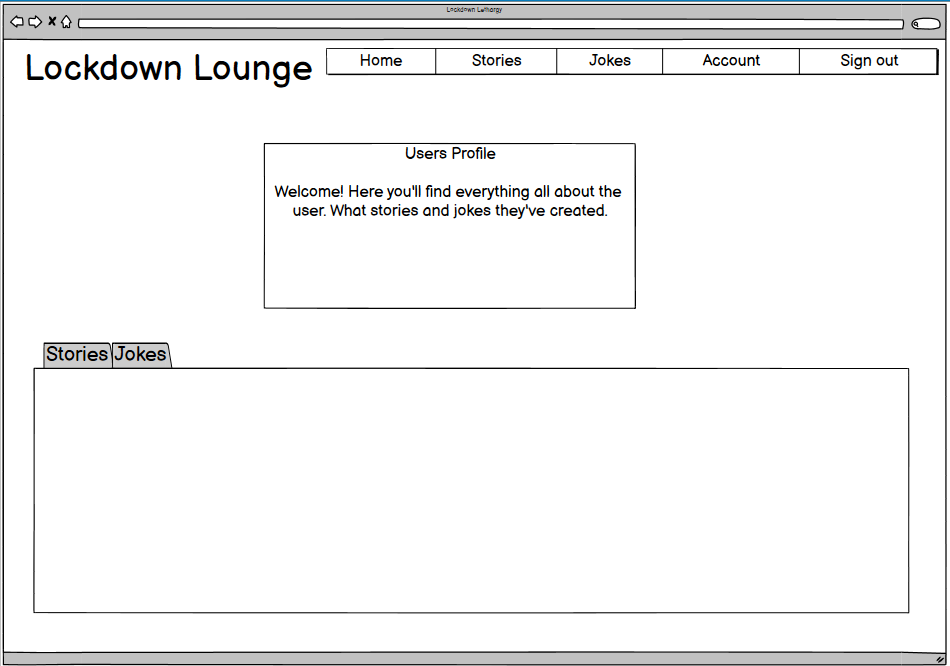 Lockdown Lethargy
Lockdown Lounge
Home
Stories
Jokes
Account
Sign out
Users Profile
Welcome! Here you'll find everything all about the
user. What stories and jokes they've created.
Stories
Jokes